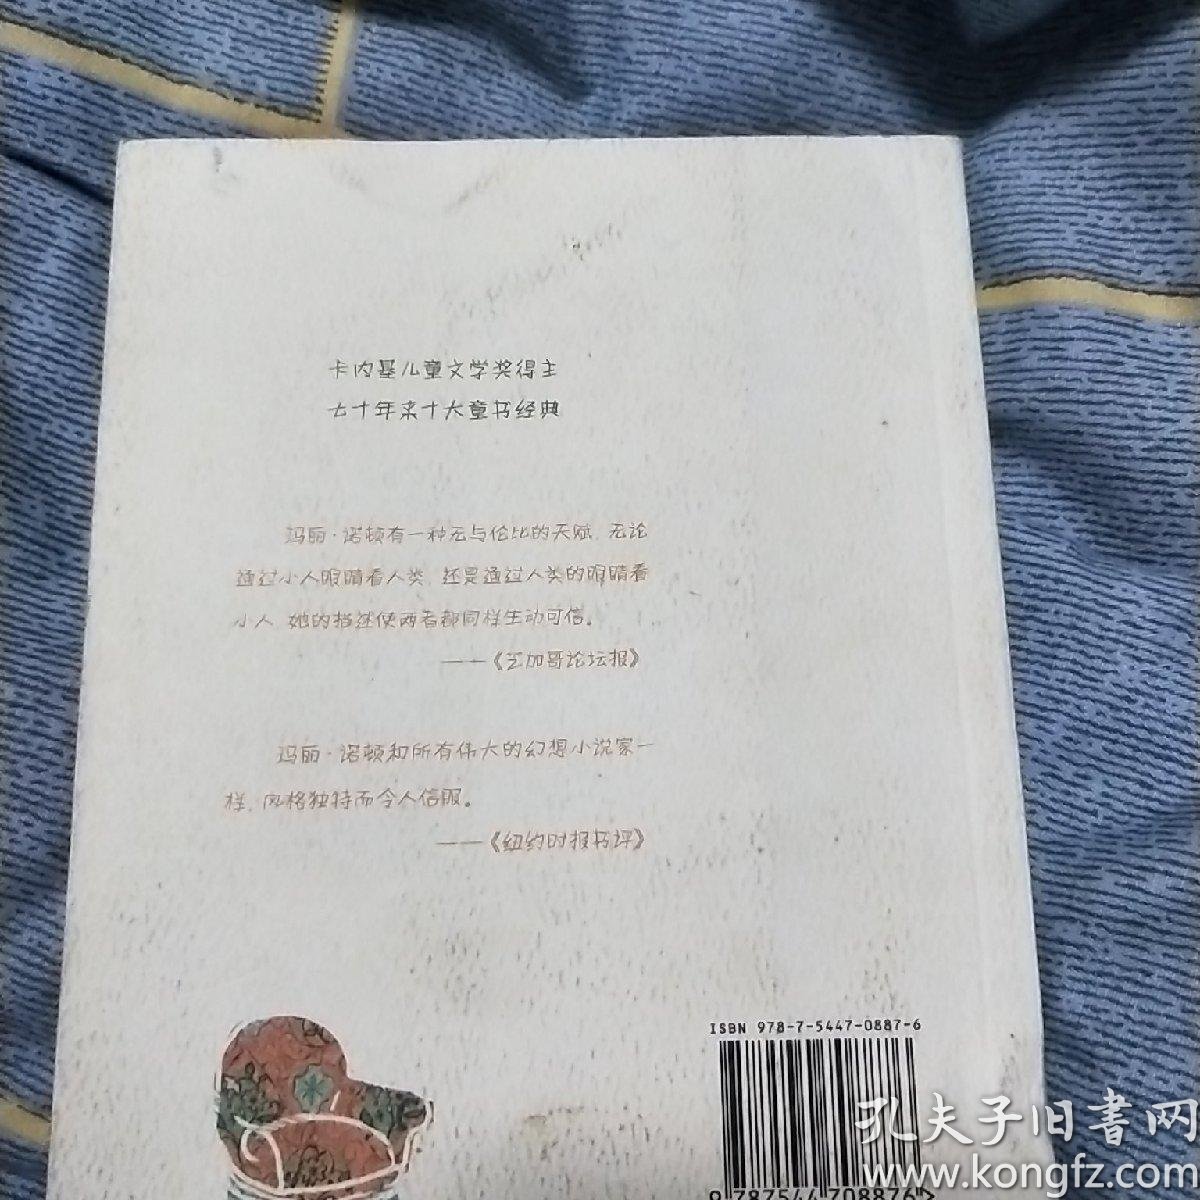 卡内基儿童文学奖得主
七十年来十大童书经典
玛丽·诺顿有一种无与伦比的天赋，无论
通过小人眼睛看人类，还是通过人类的眼睛看
小人，她的描述使两者都同样生动可信。
——《芝加哥论坛报》
玛丽·诺顿和所有伟大的幻想小说家一
样，风格独特而令人信服。
——《纽约时报书评》
ISBN 978-7-5447-0887-6
9 787544 708876>
孔夫子旧書网
www.kongfz.com